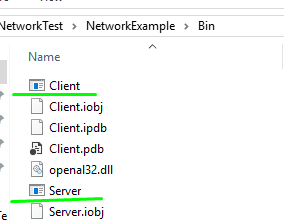 NetworkTest > NetworkExample > Bin
Name
Client
Client.iobj
Client.ipdb
Client.pdb
openal32.dll
Server
Server.iobj